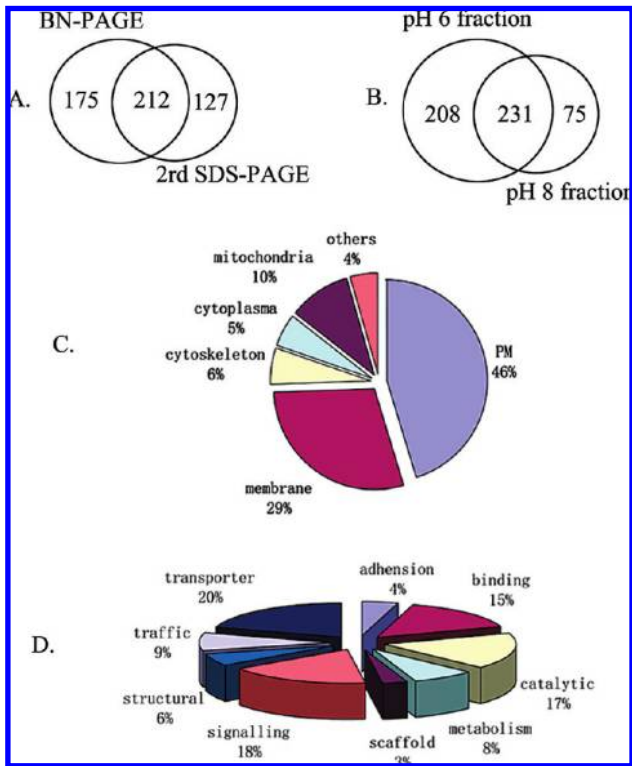 BN-PAGE
A.
175
212
127
2rd SDS-PAGE
pH 6 fraction
B.
208
231
75
pH 8 fraction
C.
others
4%
mitochondria
10%
cytoplasma
5%
cytoskeleton
6%
PM
46%
membrane
29%
D.
adhension
4%
binding
15%
transporter
20%
traffic
9%
structural
6%
signalling
18%
scaffold
3%
metabolism
8%
catalytic
17%